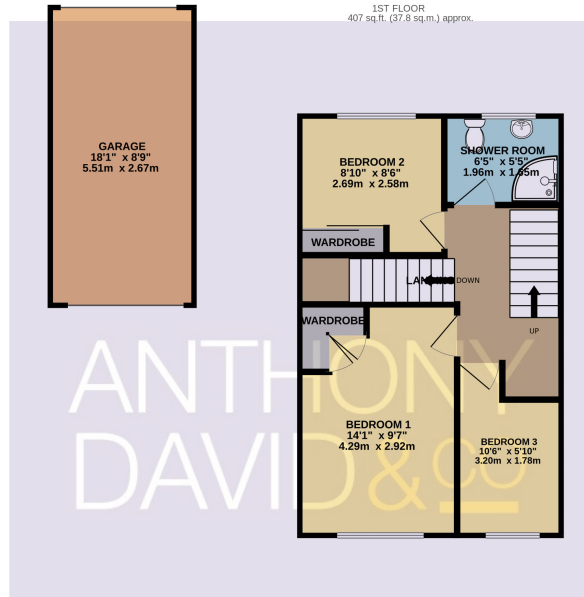 1ST FLOOR
407 sq.ft. (37.8 sq.m.) approx.
GARAGE
18'1" x 8'9"
5.51m x 2.67m
BEDROOM 2
8'10" x 8'6"
2.69m x 2.58m
SHOWER ROOM
6'5" x 5'5"
1.96m x 1.65m
WARDROBE
LANDING
DOWN
WARDROBE
UP
BEDROOM 1
14'1" x 9'7"
4.29m x 2.92m
BEDROOM 3
10'6" x 5'10"
3.20m x 1.78m
ANTHONY
DAVID & CO